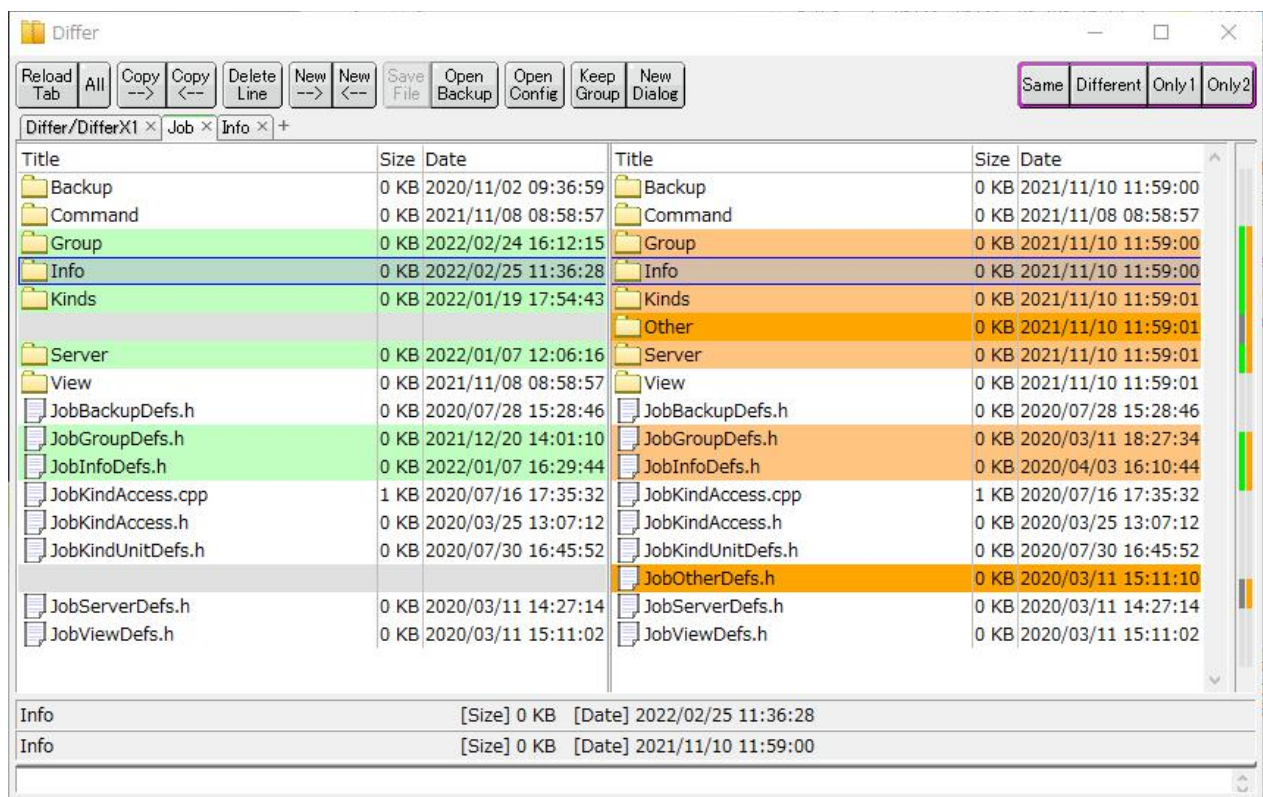 Differ
Reload Tab All Copy --> Copy <-- Delete Line New --> New <-- Save File Open Backup Open Config Keep Group New Dialog Same Different Only1 Only2
Differ/DifferX1 × Job × Info × +
Title Size Date Title Size Date
Backup 0 KB 2020/11/02 09:36:59 Backup 0 KB 2021/11/10 11:59:00
Command 0 KB 2021/11/08 08:58:57 Command 0 KB 2021/11/08 08:58:57
Group 0 KB 2022/02/24 16:12:15 Group 0 KB 2021/11/10 11:59:00
Info 0 KB 2022/02/25 11:36:28 Info 0 KB 2021/11/10 11:59:00
Kinds 0 KB 2022/01/19 17:54:43 Kinds 0 KB 2021/11/10 11:59:01
Other 0 KB 2021/11/10 11:59:01
Server 0 KB 2022/01/07 12:06:16 Server 0 KB 2021/11/10 11:59:01
View 0 KB 2021/11/08 08:58:57 View 0 KB 2021/11/10 11:59:01
JobBackupDefs.h 0 KB 2020/07/28 15:28:46 JobBackupDefs.h 0 KB 2020/07/28 15:28:46
JobGroupDefs.h 0 KB 2021/12/20 14:01:10 JobGroupDefs.h 0 KB 2020/03/11 18:27:34
JobInfoDefs.h 0 KB 2022/01/07 16:29:44 JobInfoDefs.h 0 KB 2020/04/03 16:10:44
JobKindAccess.cpp 1 KB 2020/07/16 17:35:32 JobKindAccess.cpp 1 KB 2020/07/16 17:35:32
JobKindAccess.h 0 KB 2020/03/25 13:07:12 JobKindAccess.h 0 KB 2020/03/25 13:07:12
JobKindUnitDefs.h 0 KB 2020/07/30 16:45:52 JobKindUnitDefs.h 0 KB 2020/07/30 16:45:52
JobOtherDefs.h 0 KB 2020/03/11 15:11:10
JobServerDefs.h 0 KB 2020/03/11 14:27:14 JobServerDefs.h 0 KB 2020/03/11 14:27:14
JobViewDefs.h 0 KB 2020/03/11 15:11:02 JobViewDefs.h 0 KB 2020/03/11 15:11:02
Info [Size] 0 KB [Date] 2022/02/25 11:36:28
Info [Size] 0 KB [Date] 2021/11/10 11:59:00